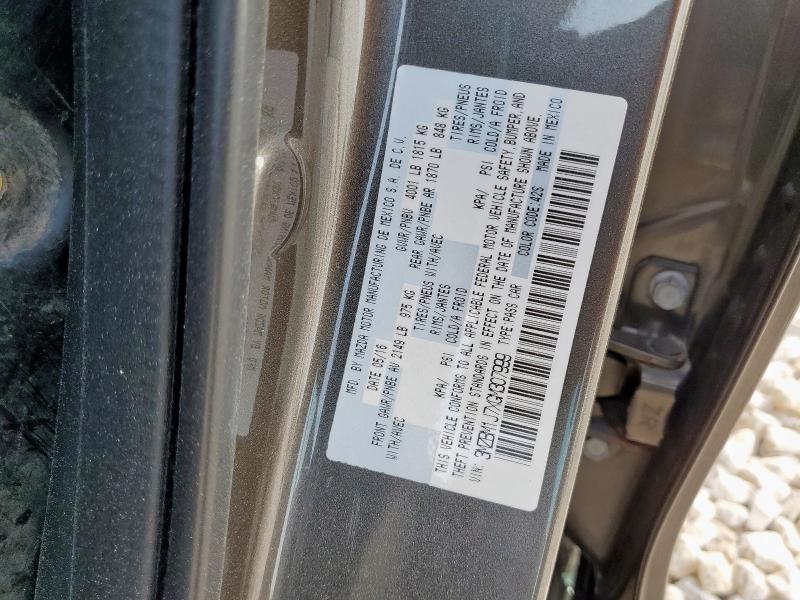 MFD. BY MAZDA MOTOR MANUFACTURING DE MEXICO S.A. DE C.V.
DATE 05/16 GVWR/PNBV 4001 LB 1815 KG
FRONT GAWR/PNBE AV 2149 LB 975 KG REAR GAWR/PNBE AR 1870 LB 848 KG
WITH/AVEC TIRES/PNEUS WITH/AVEC TIRES/PNEUS
RIMS/JANTES RIMS/JANTES
KPA/ PSI COLD/A FROID KPA/ PSI COLD/A FROID
THIS VEHICLE CONFORMS TO ALL APPLICABLE FEDERAL MOTOR VEHICLE SAFETY, BUMPER, AND
THEFT PREVENTION STANDARDS IN EFFECT ON THE DATE OF MANUFACTURE SHOWN ABOVE.
VIN: 3MZBM1J7XGM307999 TYPE:PASS CAR COLOR CODE:42S MADE IN MEXICO